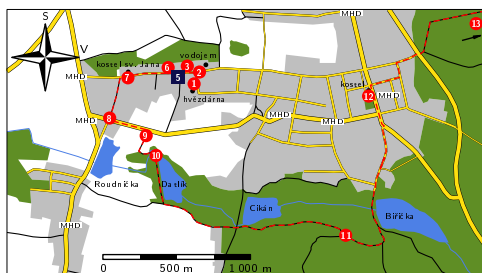 S
V
MHD
13
vodojem
kostel sv. Jana
6
3
2
MHD
7
5
1
kostel
hvězdárna
12
MHD
8
MHD
MHD
MHD
9
10
Roudnička
Datlík
Cikán
Biřička
MHD
11
0
500 m
1 000 m